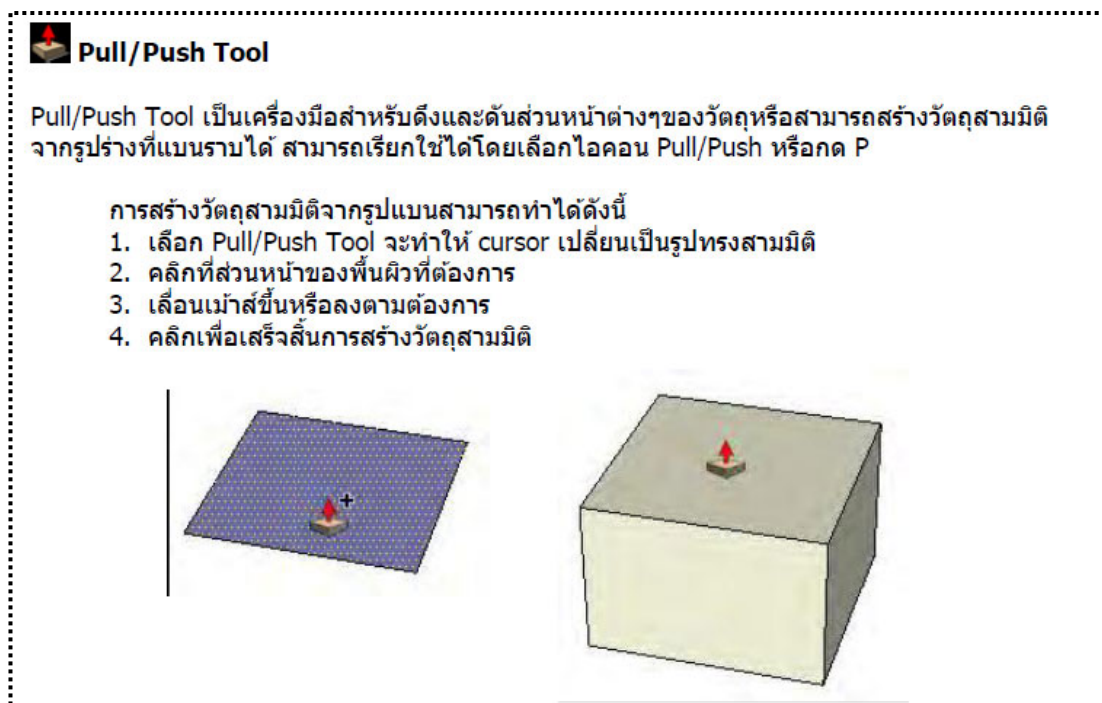 Pull/Push Tool
Pull/Push Tool เป็นเครื่องมือสำหรับดึงและดันส่วนหน้าต่างๆของวัตถุหรือสามารถสร้างวัตถุสามมิติ
จากรูปร่างที่แบนราบได้ สามารถเรียกใช้ได้โดยเลือกไอคอน Pull/Push หรือกด P
การสร้างวัตถุสามมิติจากรูปแบนสามารถทำได้ดังนี้
1. เลือก Pull/Push Tool จะทำให้ cursor เปลี่ยนเป็นรูปทรงสามมิติ
2. คลิกที่ส่วนหน้าของพื้นผิวที่ต้องการ
3. เลื่อนเม้าส์ขึ้นหรือลงตามต้องการ
4. คลิกเพื่อเสร็จสิ้นการสร้างวัตถุสามมิติ